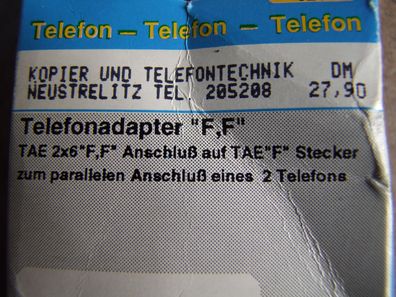 Telefon – Telefon - Telefon
KOPIER UND TELEFONTECHNIK DM
NEUSTRELITZ TEL. 205208 27,90
Telefonadapter "F,F"
TAE 2x6"F,F" Anschluß auf TAE"F" Stecker
zum parallelen Anschluß eines 2 Telefons